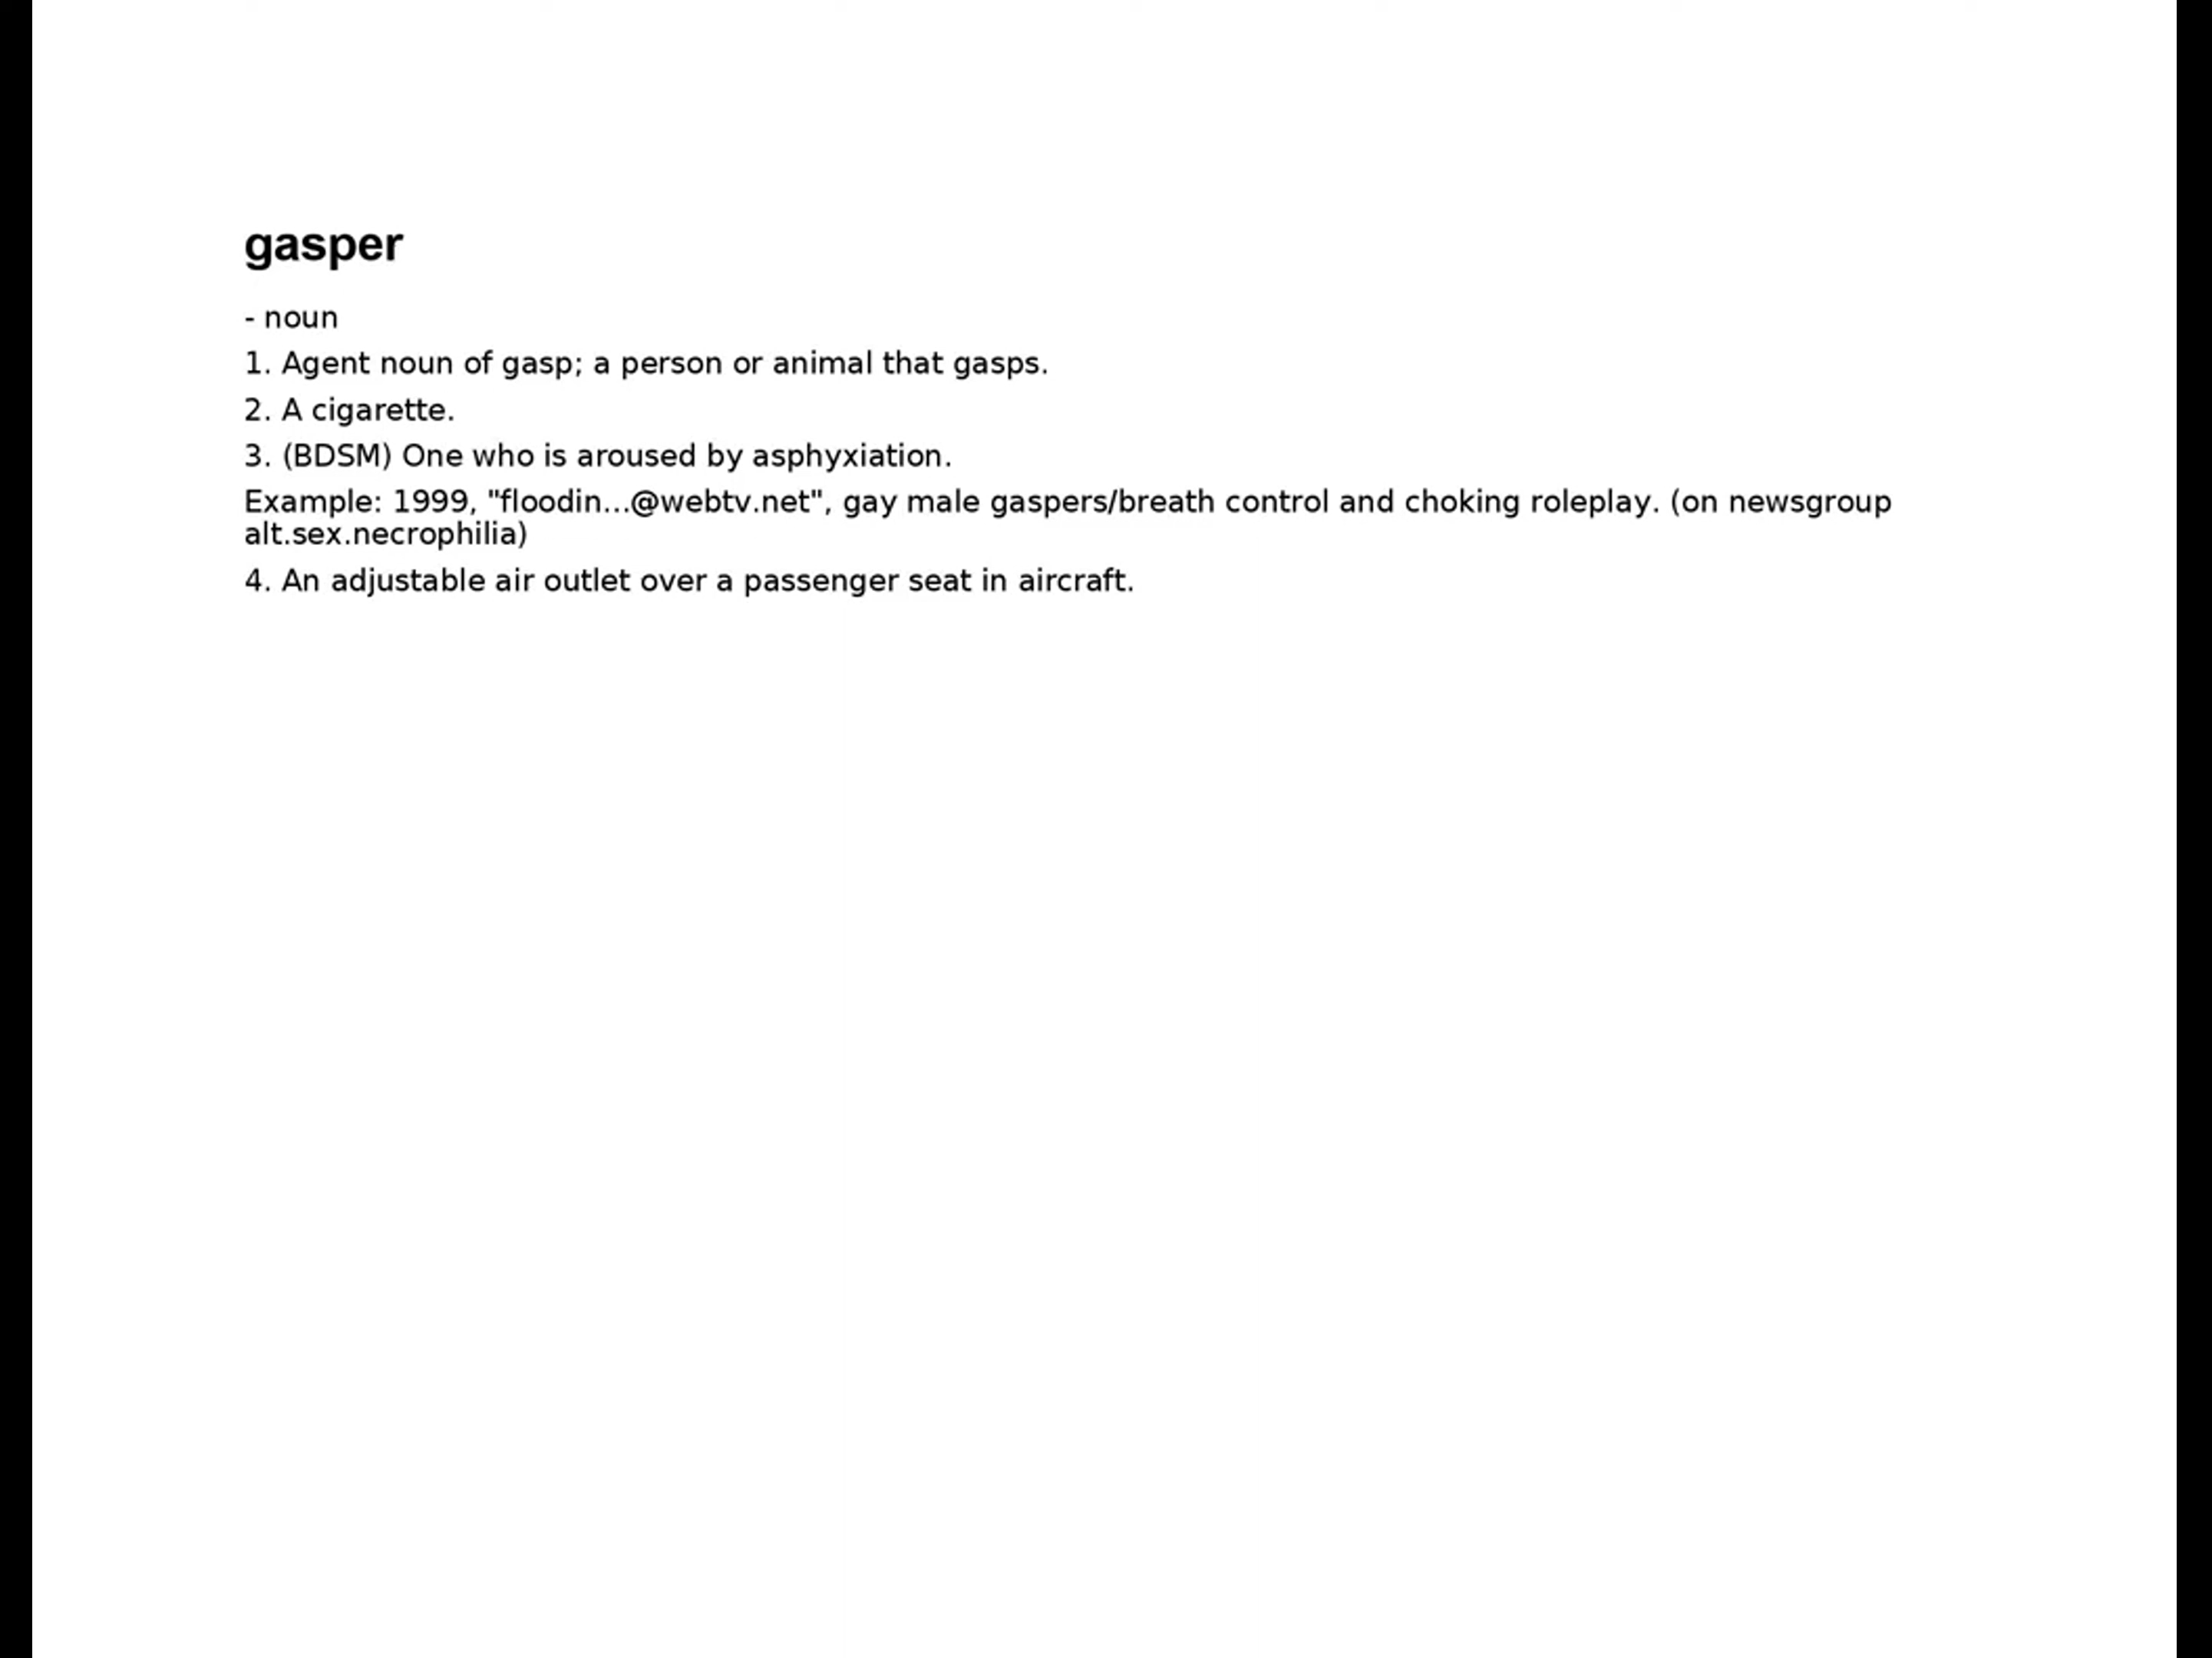 gasper
- noun
1. Agent noun of gasp; a person or animal that gasps.
2. A cigarette.
3. (BDSM) One who is aroused by asphyxiation.
Example: 1999, "floodin...@webtv.net", gay male gaspers/breath control and choking roleplay. (on newsgroup
alt.sex.necrophilia)
4. An adjustable air outlet over a passenger seat in aircraft.